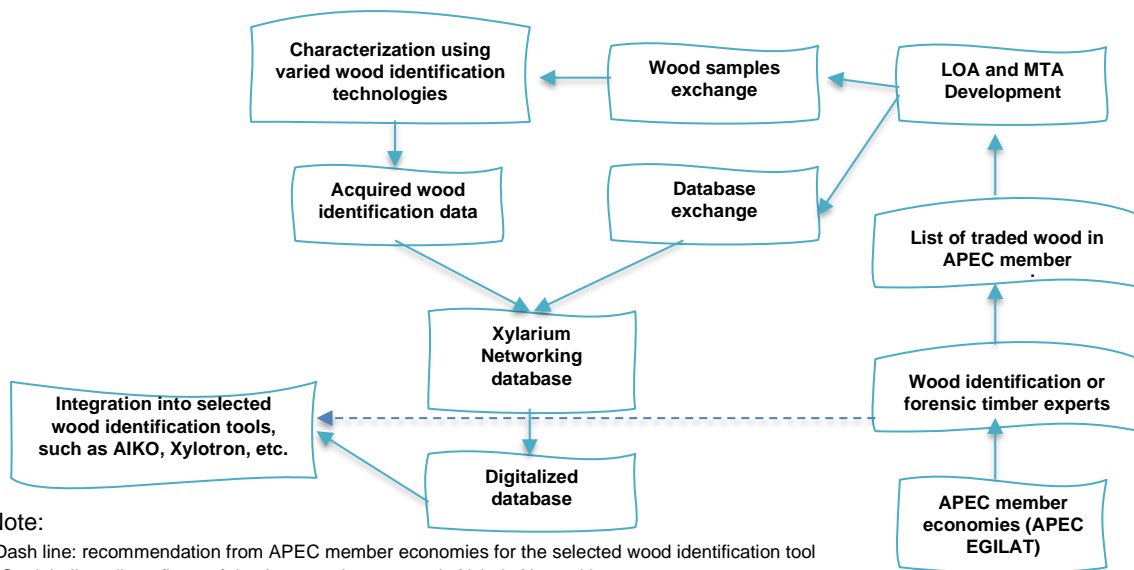 Characterization using
varied wood identification
technologies
Wood samples
exchange
LOA and MTA
Development
Acquired wood
identification data
Database
exchange
List of traded wood in
APEC member
Xylarium
Networking
database
Wood identification or
forensic timber experts
Integration into selected
wood identification tools,
such as AIKO, Xylotron, etc.
Digitalized
database
APEC member
economies (APEC
EGILAT)
Note:
Dash line: recommendation from APEC member economies for the selected wood identification tool